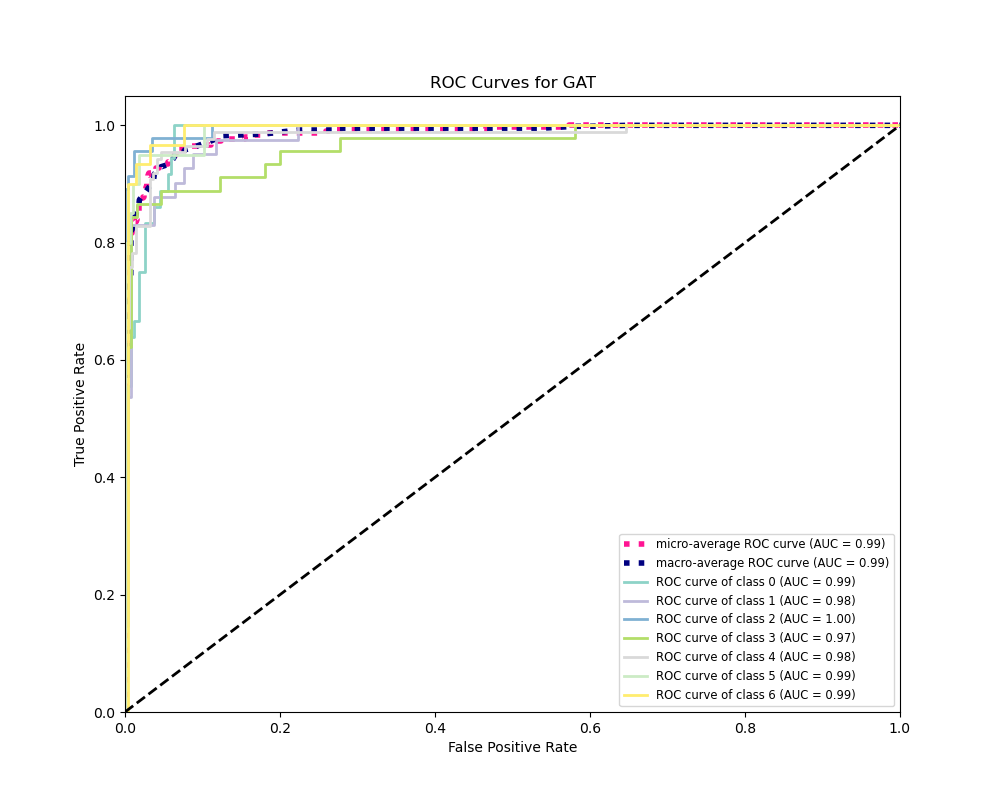 ROC Curves for GAT
True Positive Rate
1.0
0.8
0.6
0.4
0.2
0.0
micro-average ROC curve (AUC = 0.99)
macro-average ROC curve (AUC = 0.99)
ROC curve of class 0 (AUC = 0.99)
ROC curve of class 1 (AUC = 0.98)
ROC curve of class 2 (AUC = 1.00)
ROC curve of class 3 (AUC = 0.97)
ROC curve of class 4 (AUC = 0.98)
ROC curve of class 5 (AUC = 0.99)
ROC curve of class 6 (AUC = 0.99)
0.0 0.2 0.4 0.6 0.8 1.0
False Positive Rate